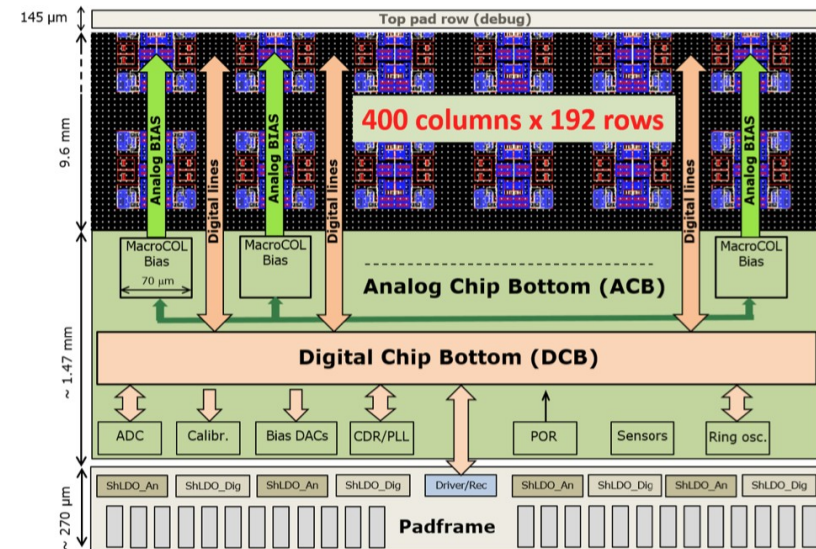 145 µm
Top pad row (debug)
9.6 mm
Analog BIAS
Digital lines
Analog BIAS
Digital lines
400 columns x 192 rows
Digital lines
Analog BIAS
MacroCOL
Bias
70 µm
MacroCOL
Bias
MacroCOL
Bias
Analog Chip Bottom (ACB)
~ 1.47 mm
Digital Chip Bottom (DCB)
ADC
Calibr.
Bias DACs
CDR/PLL
POR
Sensors
Ring osc.
~ 270 µm
ShLDO_An
ShLDO_Dig
ShLDO_An
ShLDO_Dig
Driver/Rec
ShLDO_An
ShLDO_Dig
ShLDO_An
ShLDO_Dig
Padframe